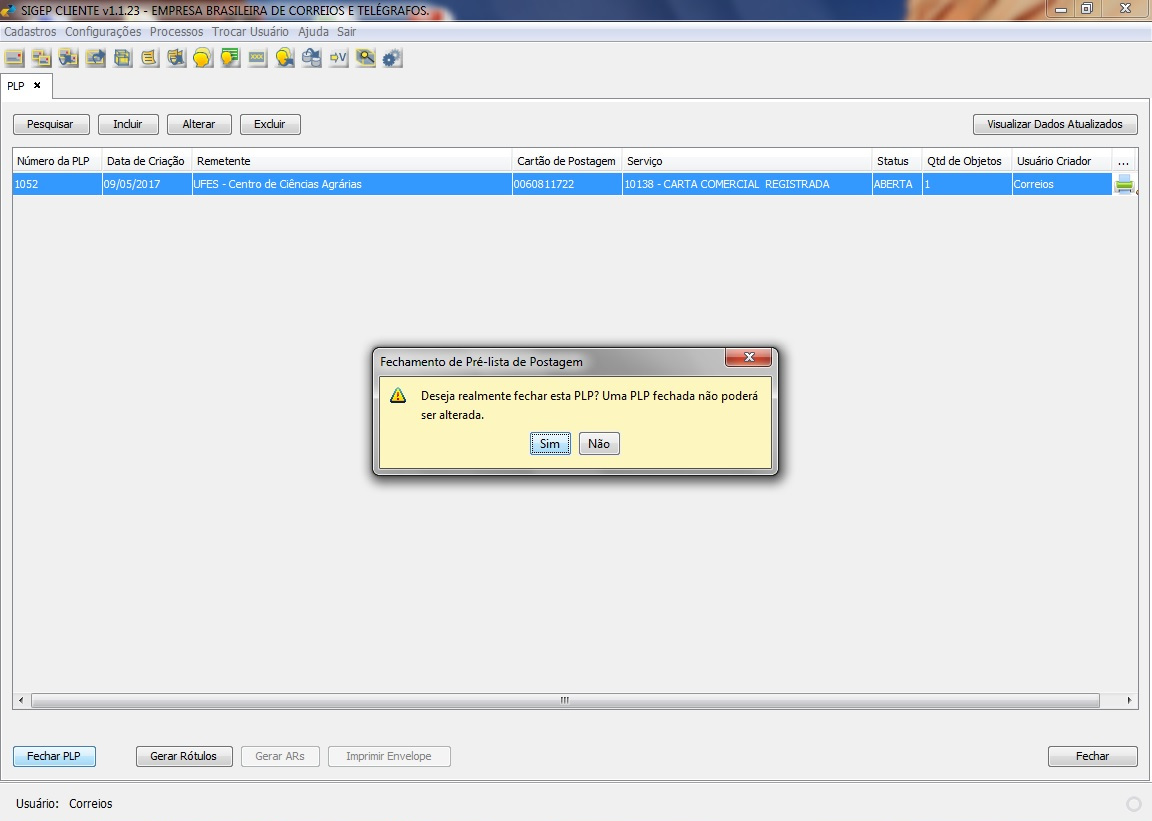 SIGEP CLIENTE v1.1.23 - EMPRESA BRASILEIRA DE CORREIOS E TELÉGRAFOS.
Cadastros Configurações Processos Trocar Usuário Ajuda Sair
V
PLP
Pesquisar Incluir Alterar Excluir Visualizar Dados Atualizados
Número da PLP Data de Criação Remetente Cartão de Postagem Serviço Status Qtd de Objetos Usuário Criador ...
1052 09/05/2017 UFES - Centro de Ciências Agrárias 0060811722 10138 - CARTA COMERCIAL REGISTRADA ABERTA 1 Correios
Fechamento de Pré-lista de Postagem
Deseja realmente fechar esta PLP? Uma PLP fechada não poderá
ser alterada.
Sim Não
Fechar PLP Gerar Rótulos Gerar ARs Imprimir Envelope Fechar
Usuário: Correios